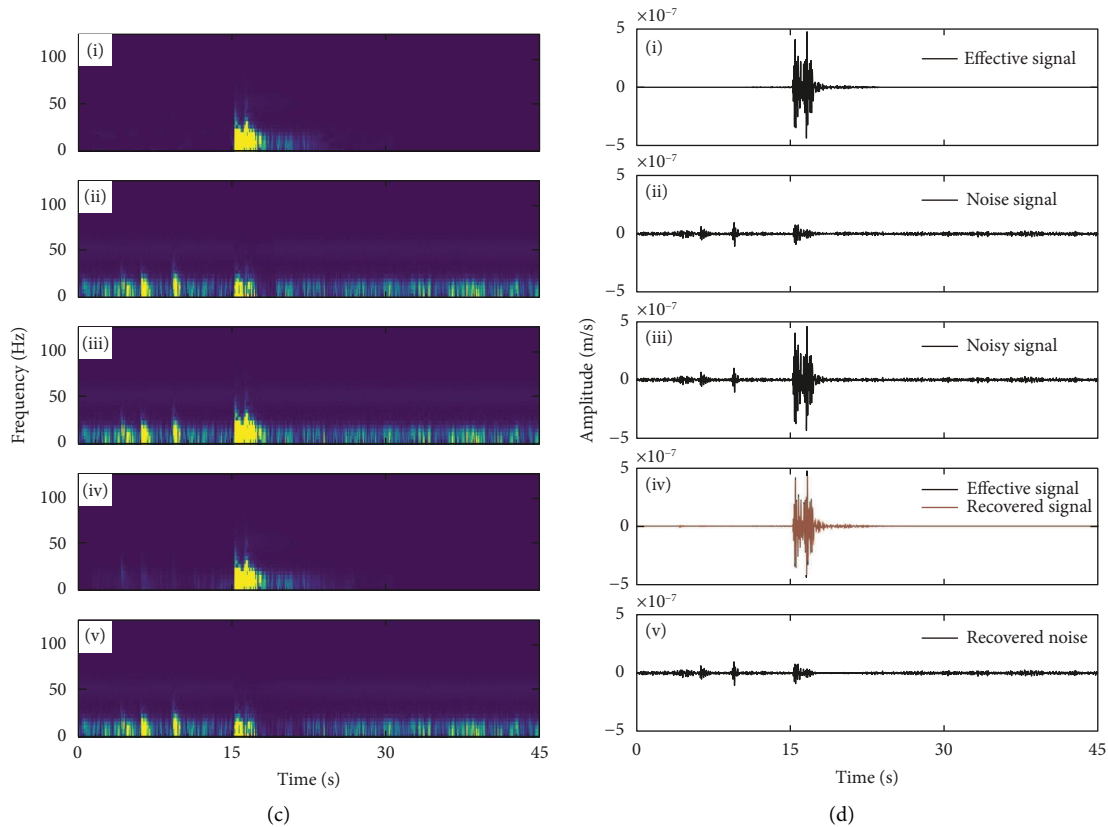 (i)
100
50
0
(ii)
100
50
0
(iii)
100
50
0
(iv)
100
50
0
(v)
100
50
0
0 15 30 45
Frequency (Hz)
Time (s)
(c)
×10⁻⁷
5
(i)
Effective signal
0
−5
×10⁻⁷
5
(ii)
Noise signal
0
−5
×10⁻⁷
5
(iii)
Noisy signal
0
−5
×10⁻⁷
5
(iv)
Effective signal
Recovered signal
0
−5
×10⁻⁷
5
(v)
Recovered noise
0
−5
0 15 30 45
Amplitude (m/s)
Time (s)
(d)